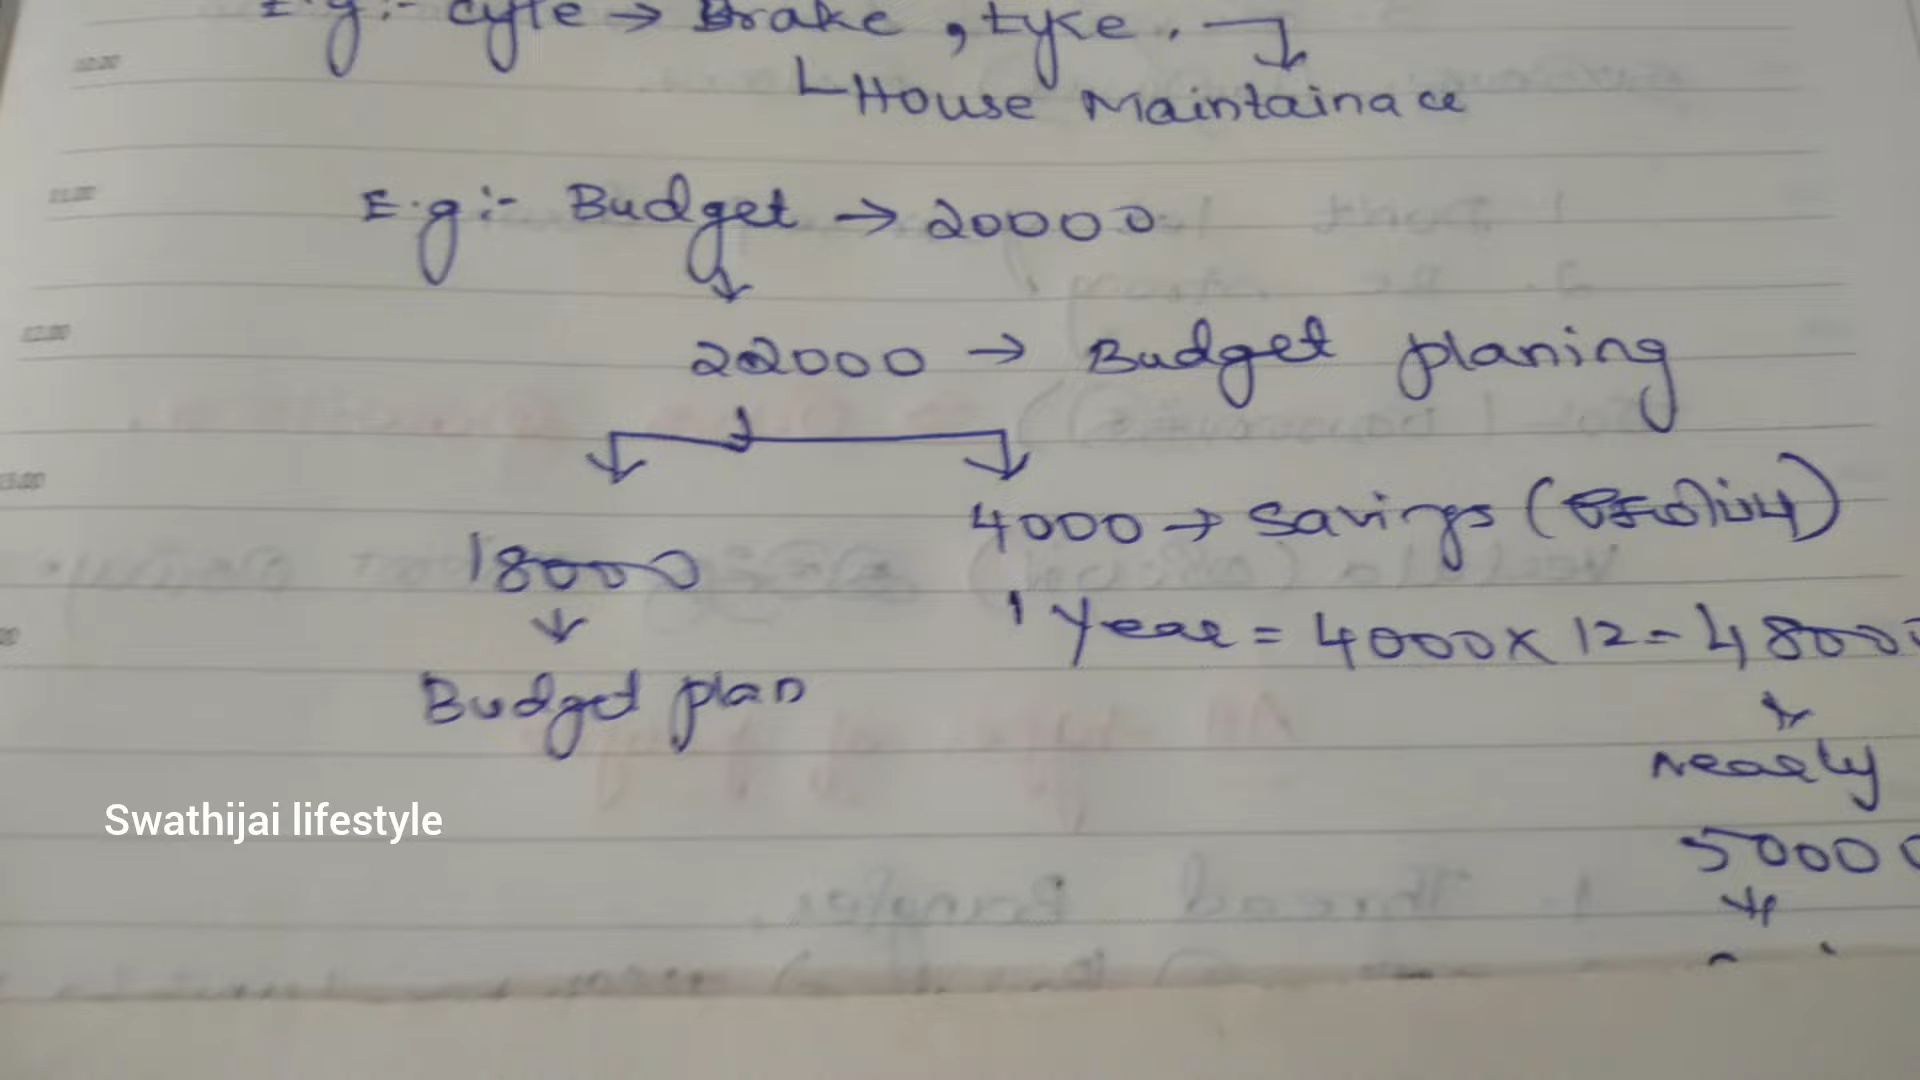 E.g:- Cycle → Brake, tyre.
House Maintainace
E.g:- Budget → 20000
22000 → Budget planing
4000 → Savings (சேமிப்பு)
18000
1 Year = 4000 x 12 = 48000
Budget plan
Nearly
50000
Swathijai lifestyle